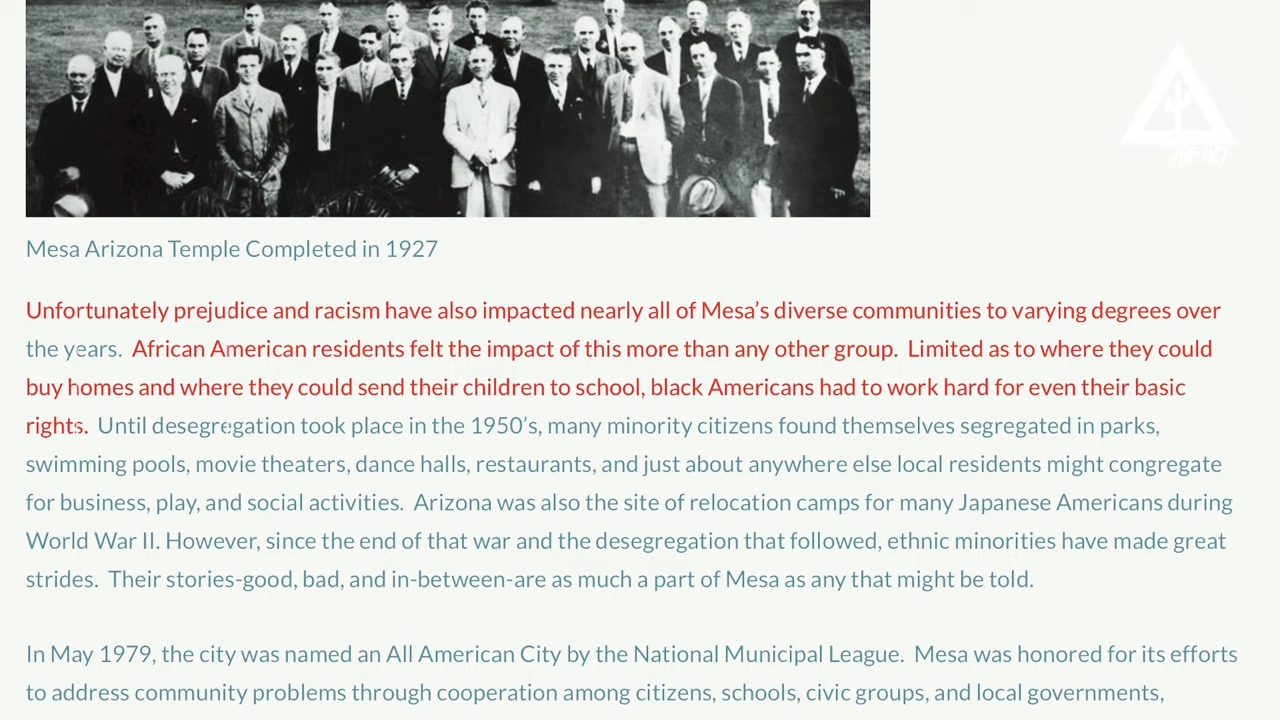 Mesa Arizona Temple Completed in 1927
Unfortunately prejudice and racism have also impacted nearly all of Mesa’s diverse communities to varying degrees over
the years.  African American residents felt the impact of this more than any other group.  Limited as to where they could
buy homes and where they could send their children to school, black Americans had to work hard for even their basic
rights.  Until desegregation took place in the 1950’s, many minority citizens found themselves segregated in parks,
swimming pools, movie theaters, dance halls, restaurants, and just about anywhere else local residents might congregate
for business, play, and social activities.  Arizona was also the site of relocation camps for many Japanese Americans during
World War II. However, since the end of that war and the desegregation that followed, ethnic minorities have made great
strides.  Their stories-good, bad, and in-between-are as much a part of Mesa as any that might be told.
In May 1979, the city was named an All American City by the National Municipal League.  Mesa was honored for its efforts
to address community problems through cooperation among citizens, schools, civic groups, and local governments,